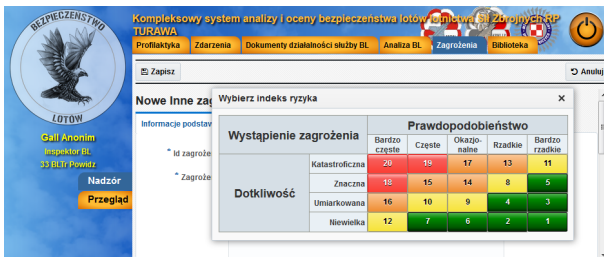 BEZPIECZEŃSTWO
LOTÓW
Kompleksowy system analizy i oceny bezpieczeństwa lotów lotnictwa Sił Zbrojnych RP
TURAWA
Profilaktyka Zdarzenia Dokumenty działalności służby BL Analiza BL Zagrożenia Biblioteka
Gall Anonim
Inspektor BL
33 BLTr Powidz
Nadzór
Przegląd
Zapisz Anuluj
Nowe Inne zag
Informacje podstaw
* Id zagroże
* Zagroże
Wybierz indeks ryzyka ×
Wystąpienie zagrożenia Prawdopodobieństwo
Bardzo częste Częste Okazjo-nalne Rzadkie Bardzo rzadkie
Dotkliwość
Katastroficzna 20 19 17 13 11
Znaczna 18 15 14 8 5
Umiarkowana 16 10 9 4 3
Niewielka 12 7 6 2 1